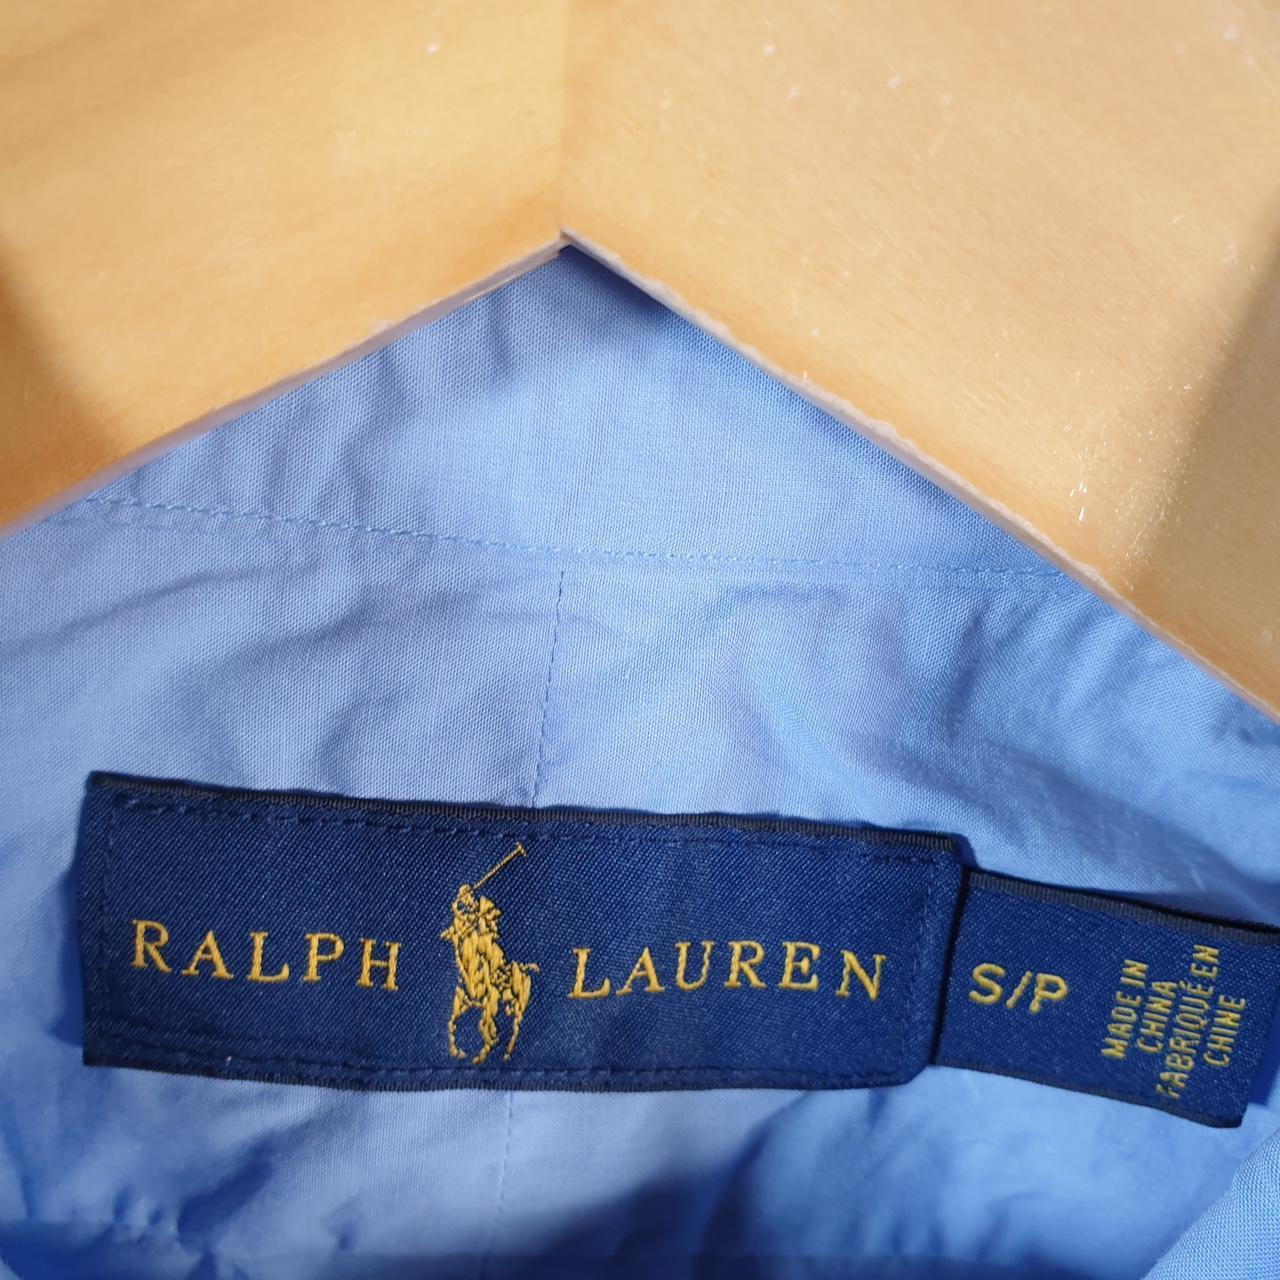 RALPH LAUREN
S/P
MADE IN
CHINA
FABRIQUÉ EN
CHINE